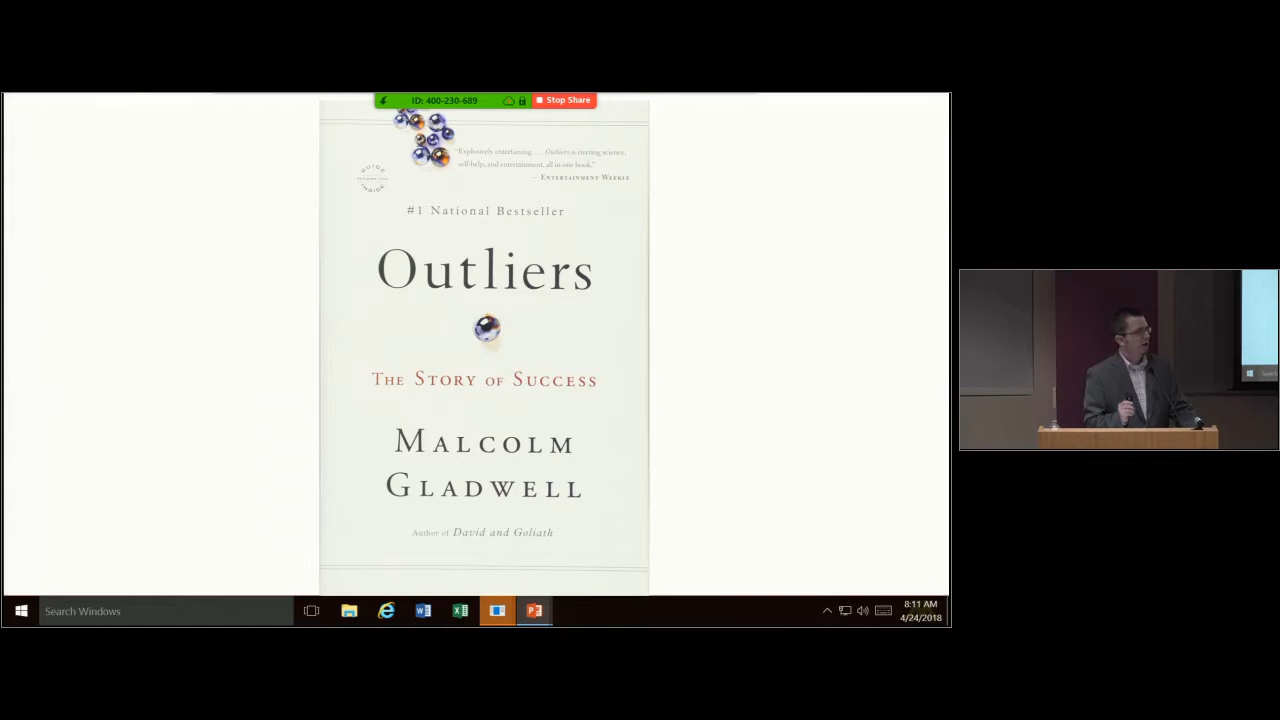 ID: 400-230-689
Stop Share
"Explosively entertaining. . . . Outliers is riveting science,
self-help, and entertainment, all in one book."
— ENTERTAINMENT WEEKLY
GUIDE
INSIDE
#1 National Bestseller
Outliers
THE STORY OF SUCCESS
MALCOLM
GLADWELL
Author of David and Goliath
Search Windows
8:11 AM
4/24/2018